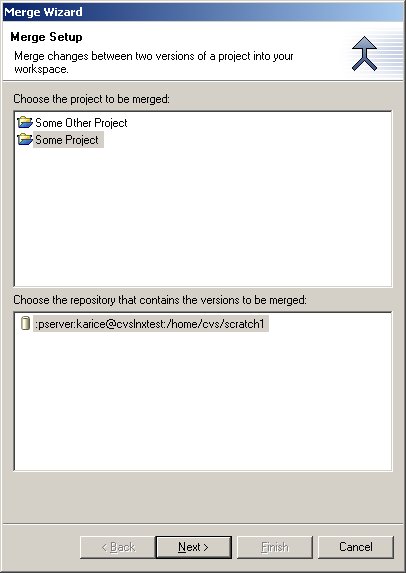 Merge Wizard
Merge Setup
Merge changes between two versions of a project into your
workspace.
Choose the project to be merged:
Some Other Project
Some Project
Choose the repository that contains the versions to be merged:
:pserver:karice@cvslnxtest:/home/cvs/scratch1
< Back Next > Finish Cancel